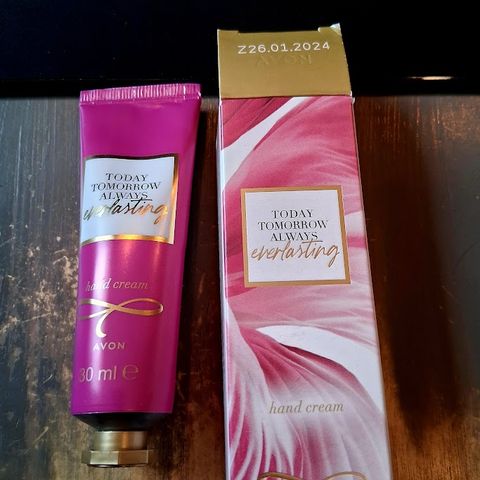 TODAY
TOMORROW
ALWAYS
everlasting
hand cream
AVON
30 ml e
Z26.01.2024
AVON
TODAY
TOMORROW
ALWAYS
everlasting
hand cream